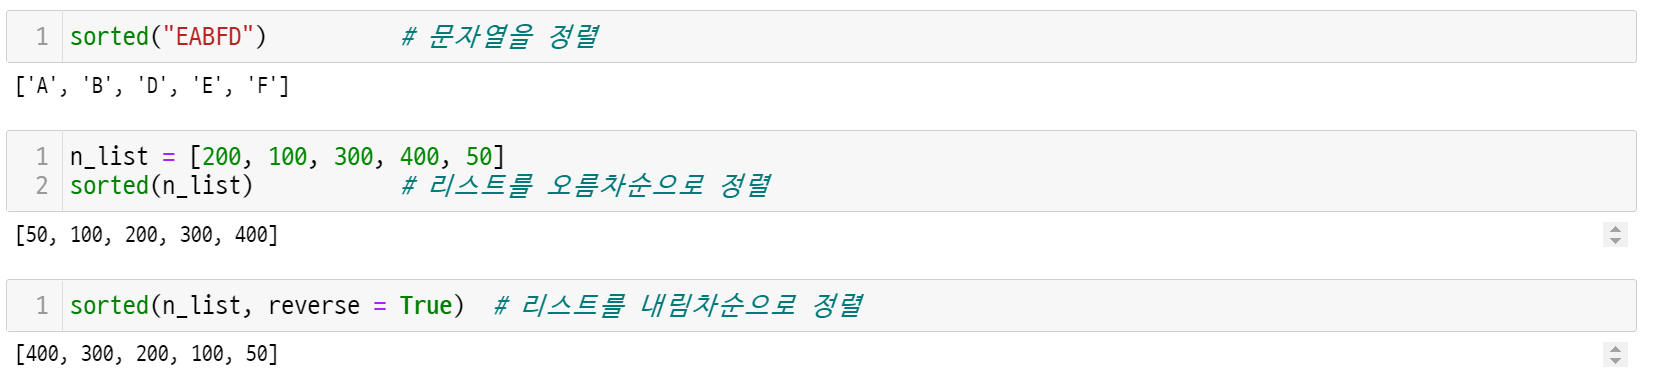 1 sorted("EABFD") # 문자열을 정렬
['A', 'B', 'D', 'E', 'F']
1 n_list = [200, 100, 300, 400, 50]
2 sorted(n_list) # 리스트를 오름차순으로 정렬
[50, 100, 200, 300, 400]
1 sorted(n_list, reverse = True) # 리스트를 내림차순으로 정렬
[400, 300, 200, 100, 50]